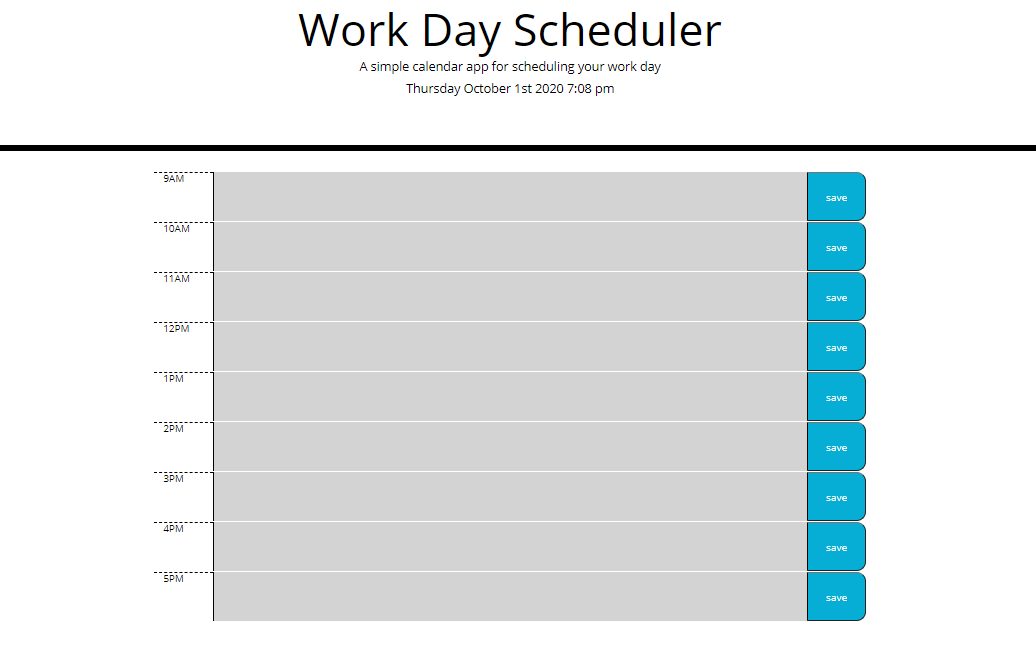 Work Day Scheduler
A simple calendar app for scheduling your work day
Thursday October 1st 2020 7:08 pm
9AM
save
10AM
save
11AM
save
12PM
save
1PM
save
2PM
save
3PM
save
4PM
save
5PM
save